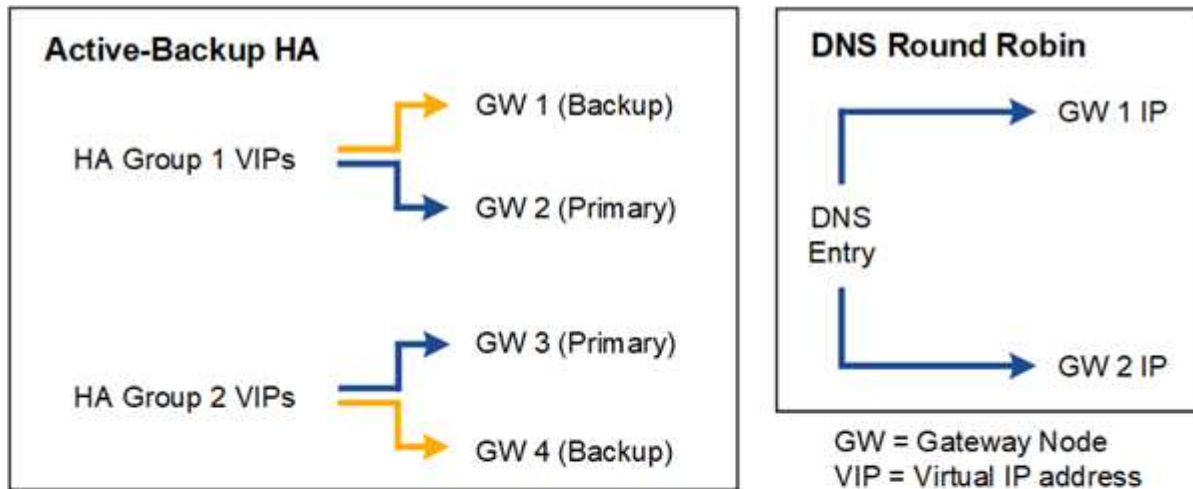 Active-Backup HA
HA Group 1 VIPs
GW 1 (Backup)
GW 2 (Primary)
HA Group 2 VIPs
GW 3 (Primary)
GW 4 (Backup)
DNS Round Robin
DNS
Entry
GW 1 IP
GW 2 IP
GW = Gateway Node
VIP = Virtual IP address